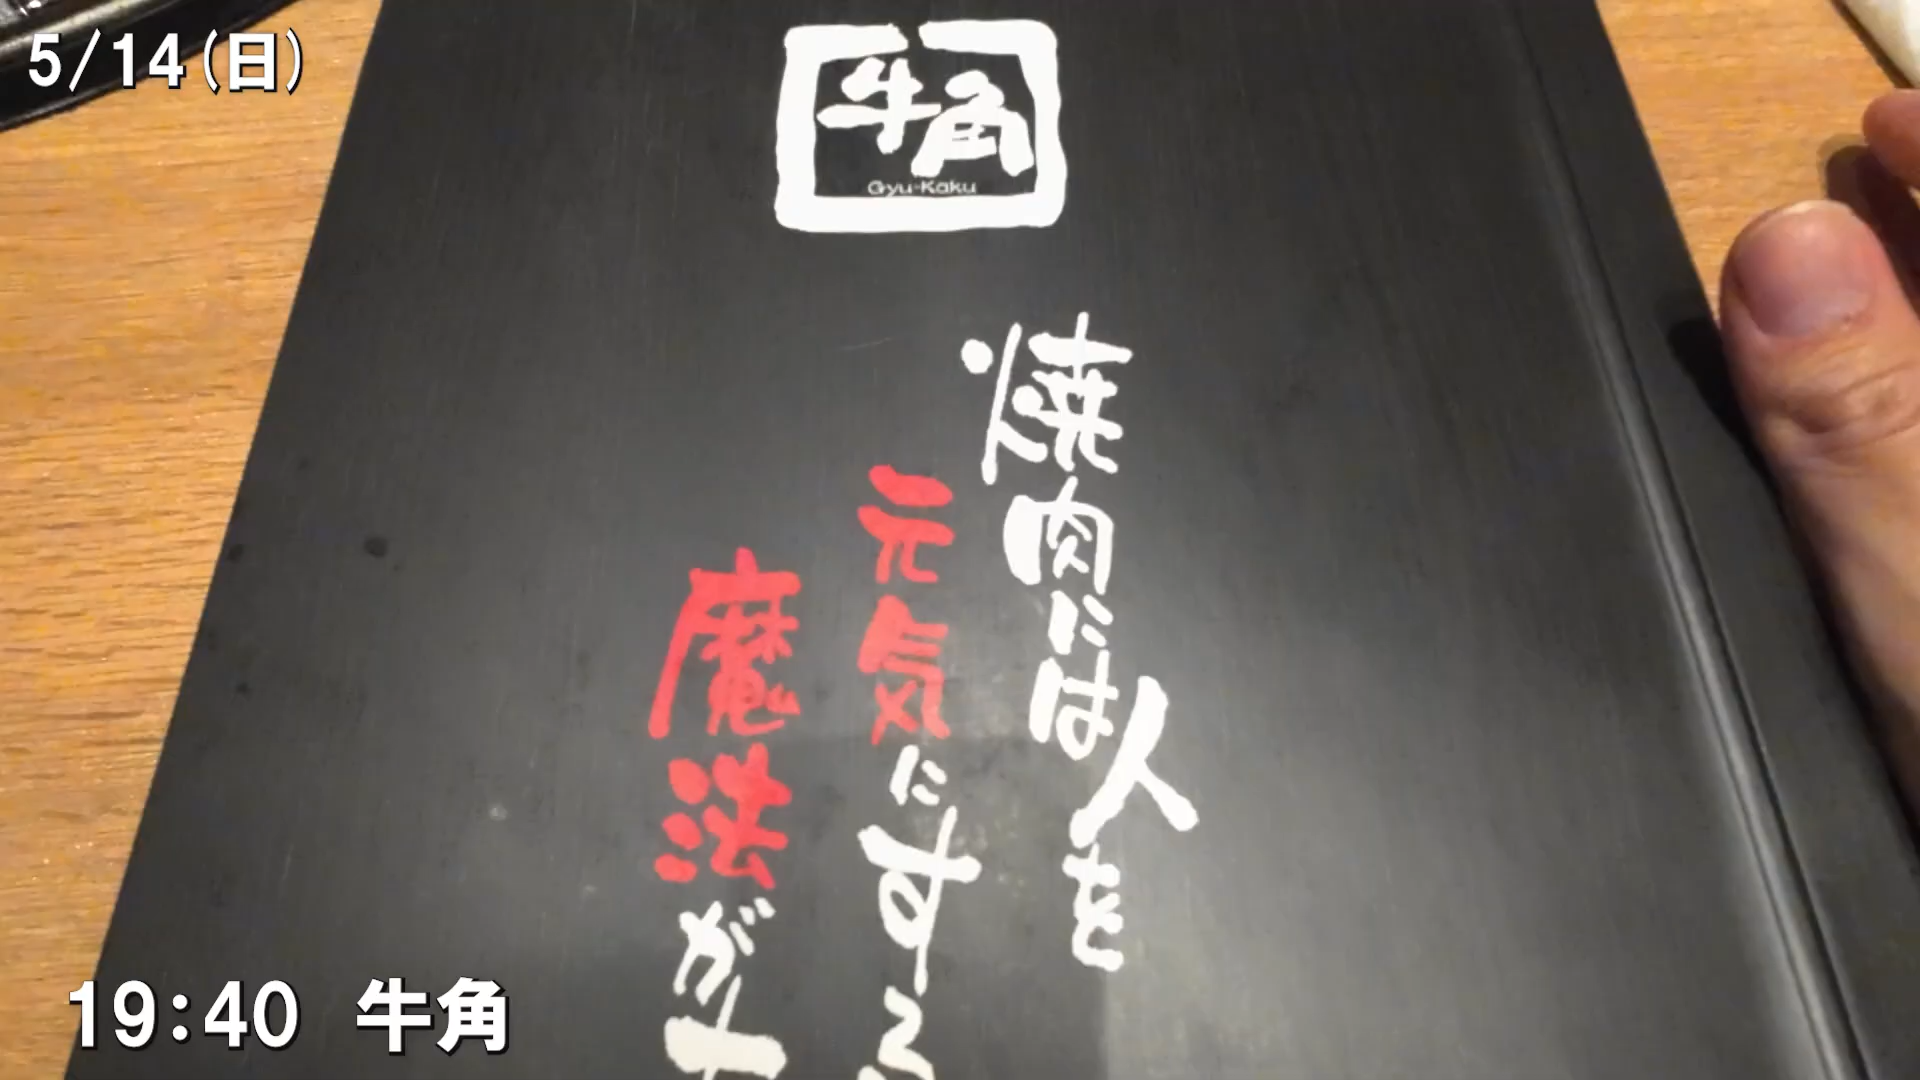 5/14(日)
牛角
Gyu-Kaku
焼肉には人を
元気にする
魔法が
19:40 牛角